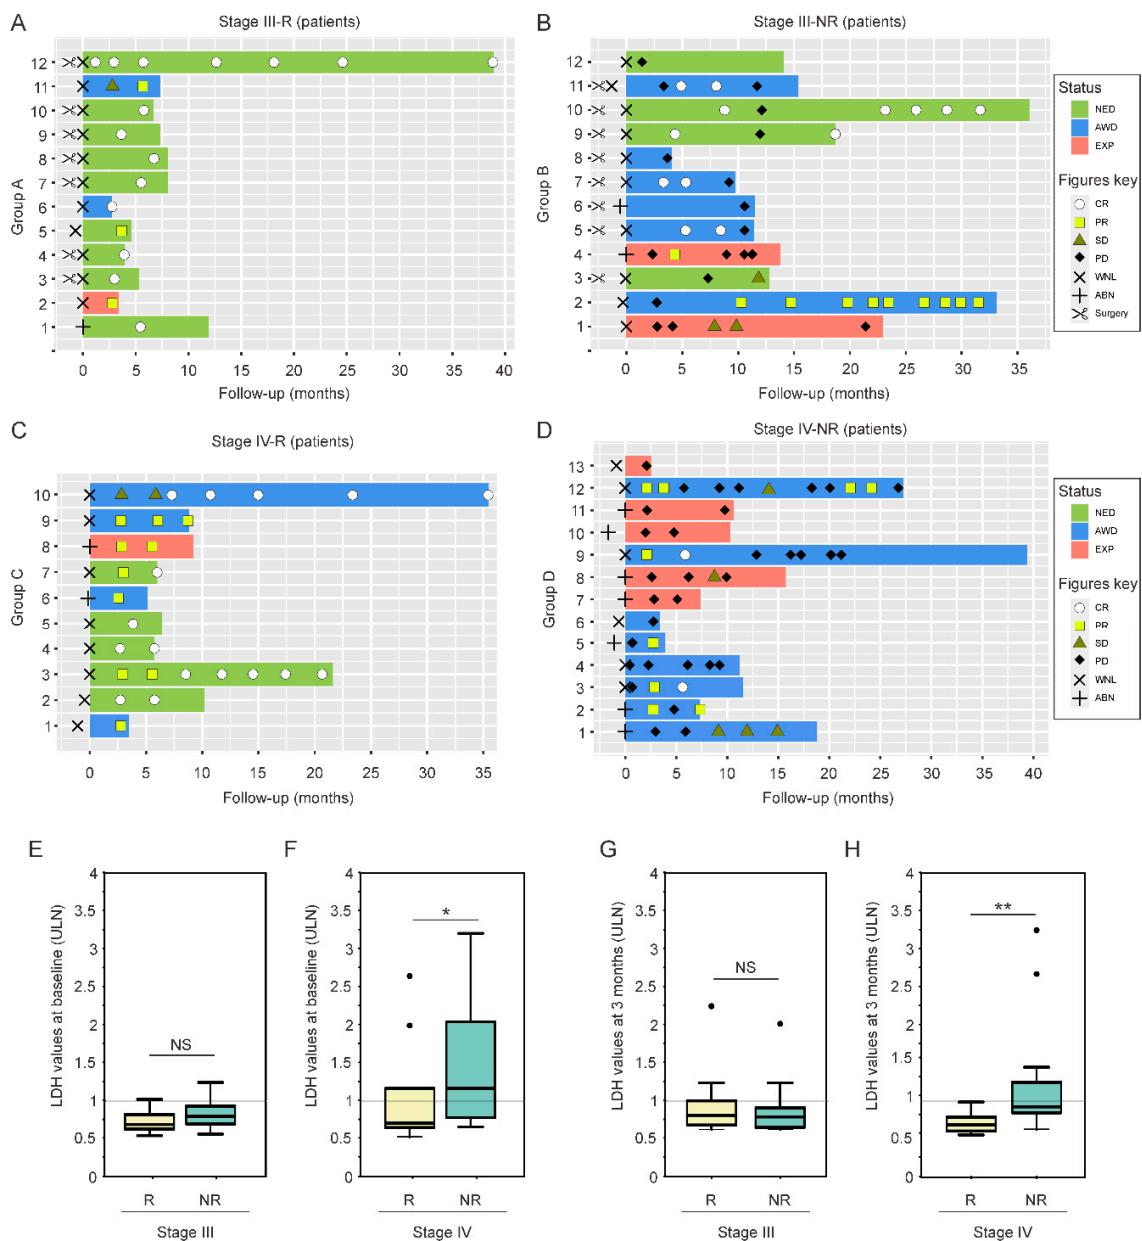 A
Stage III-R (patients)
12
11
10
9
8
7
6
5
4
3
2
1
Group A
0
5
10
15
20
25
30
35
40
Follow-up (months)
B
Stage III-NR (patients)
12
11
10
9
8
7
6
5
4
3
2
1
Group B
0
5
10
15
20
25
30
35
Follow-up (months)
Status
NED
AWD
EXP
Figures key
CR
PR
SD
PD
WNL
ABN
Surgery
C
Stage IV-R (patients)
10
9
8
7
6
5
4
3
2
1
Group C
0
5
10
15
20
25
30
35
Follow-up (months)
D
Stage IV-NR (patients)
13
12
11
10
9
8
7
6
5
4
3
2
1
Group D
0
5
10
15
20
25
30
35
40
Follow-up (months)
Status
NED
AWD
EXP
Figures key
CR
PR
SD
PD
WNL
ABN
E
LDH values at baseline (ULN)
4
3.5
3
2.5
2
1.5
1
0.5
0
NS
R NR
Stage III
F
LDH values at baseline (ULN)
4
3.5
3
2.5
2
1.5
1
0.5
0
*
R NR
Stage IV
G
LDH values at 3 months (ULN)
4
3.5
3
2.5
2
1.5
1
0.5
0
NS
R NR
Stage III
H
LDH values at 3 months (ULN)
4
3.5
3
2.5
2
1.5
1
0.5
0
**
R NR
Stage IV